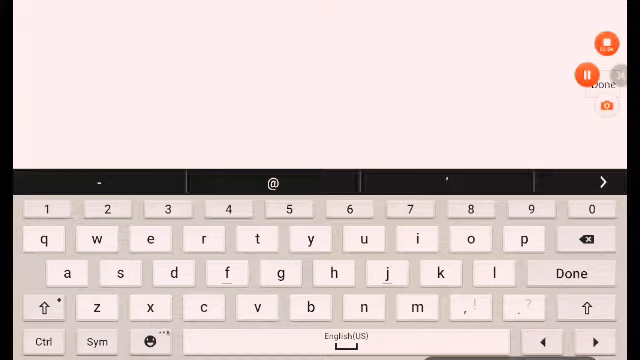 Done
- @ '
1 2 3 4 5 6 7 8 9 0
q w e r t y u i o p
a s d f g h j k l Done
z x c v b n m , ! . ?
Ctrl Sym English(US)